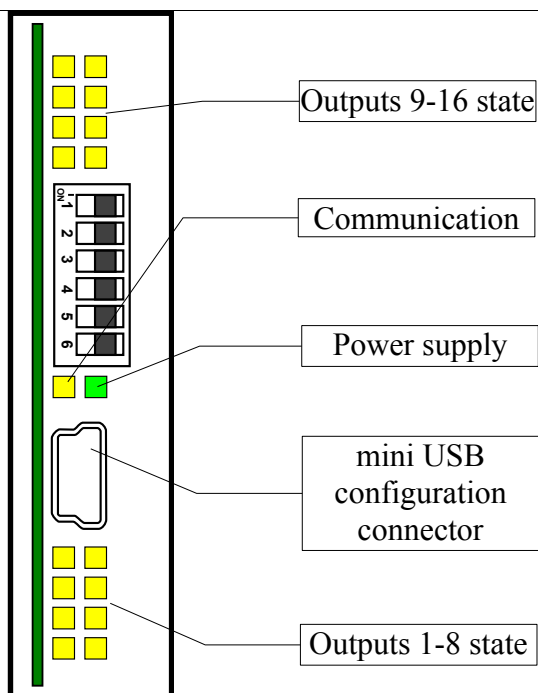 Outputs 9-16 state
ON
1
2
3
4
5
6
Communication
Power supply
mini USB
configuration
connector
Outputs 1-8 state